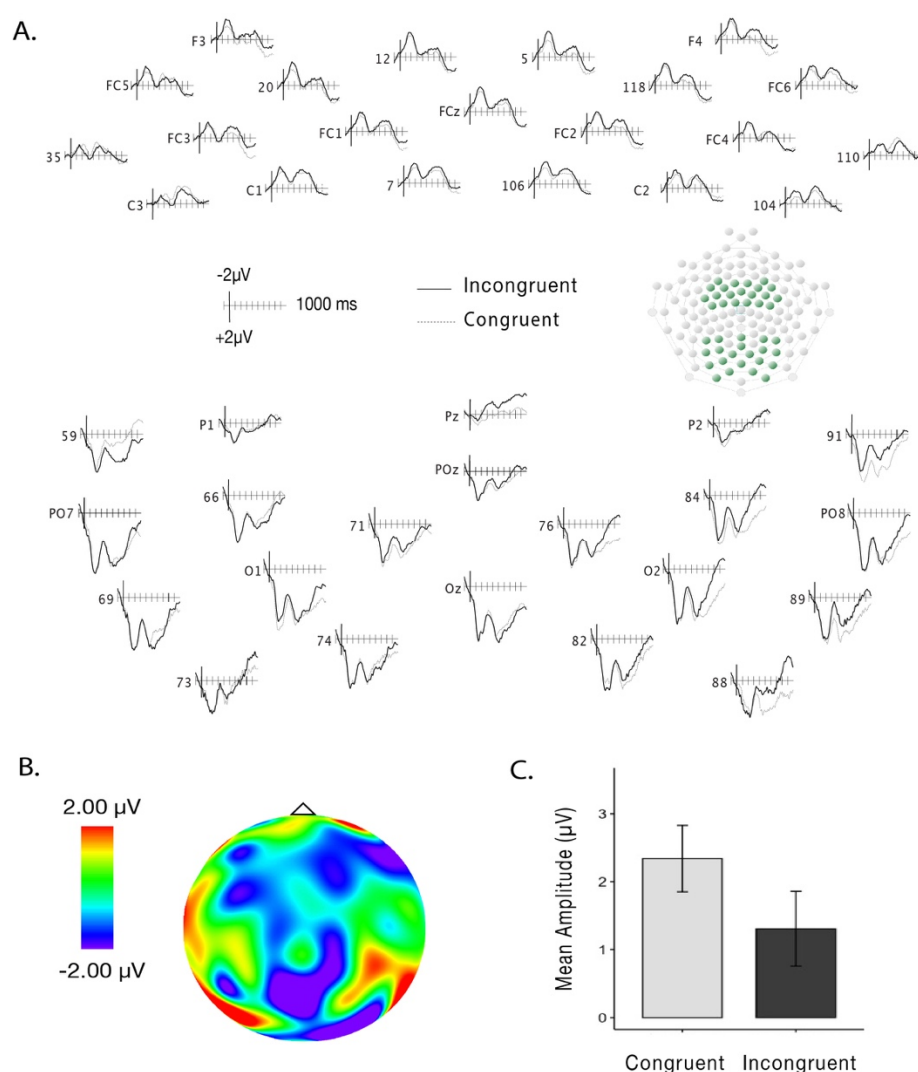 A.
F3
12
5
F4
FC5
20
FCz
118
FC6
FC3
FC1
FC2
FC4
35
110
C3
C1
7
106
C2
104
-2µV
1000 ms
+2µV
Incongruent
Congruent
59
P1
Pz
P2
91
POz
PO7
66
71
76
84
PO8
69
O1
Oz
O2
89
74
82
73
88
B.
2.00 µV
-2.00 µV
C.
Mean Amplitude (µV)
3
2
1
0
Congruent Incongruent